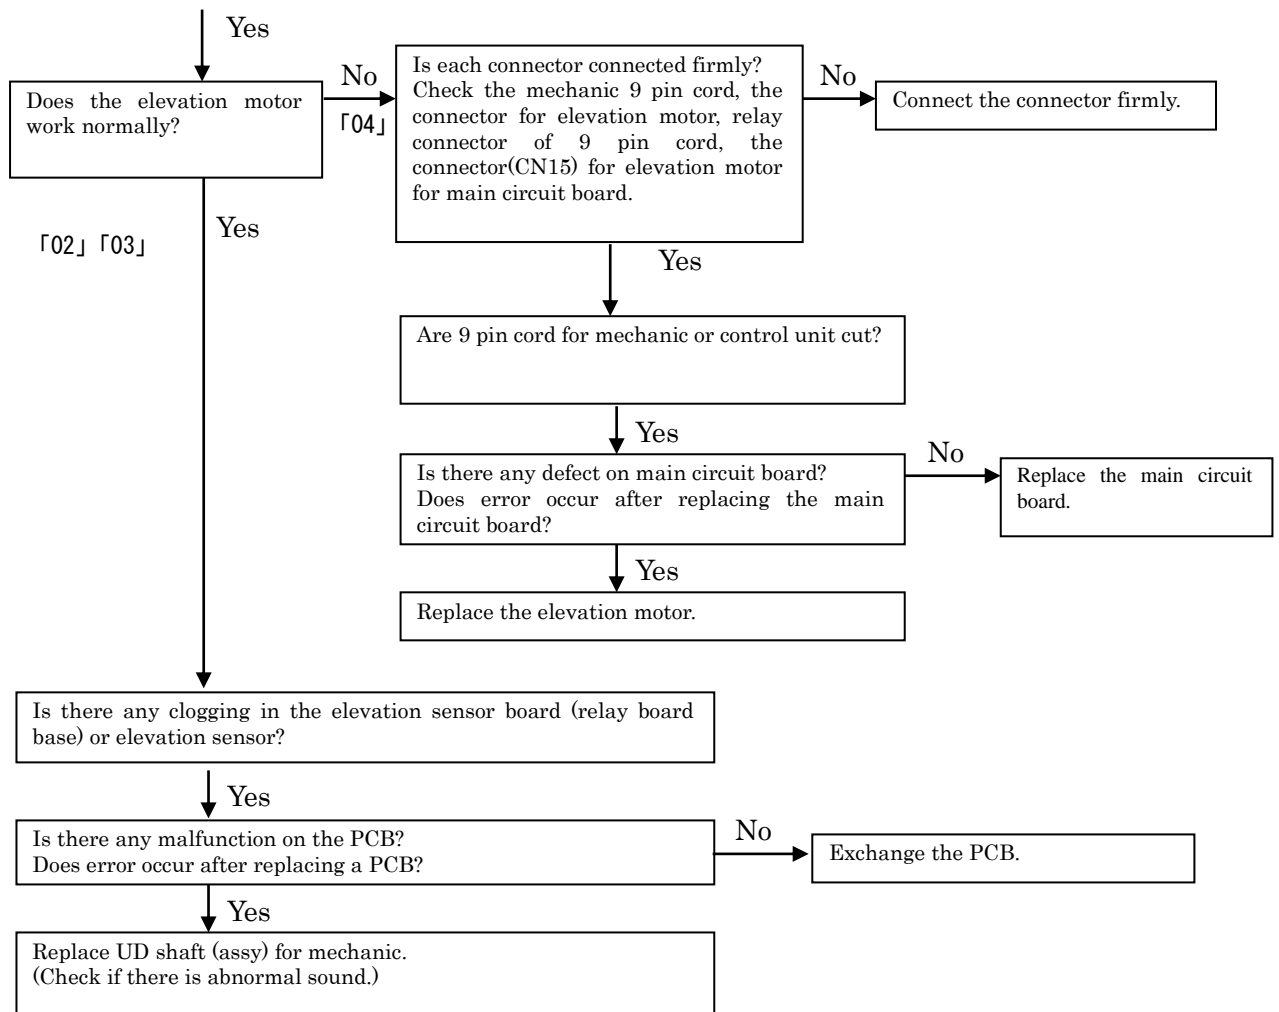 Yes
Does the elevation motor
work normally?
No
「04」
Is each connector connected firmly?
Check the mechanic 9 pin cord, the
connector for elevation motor, relay
connector of 9 pin cord, the
connector(CN15) for elevation motor
for main circuit board.
No
Connect the connector firmly.
Yes
「02」「03」
Yes
Are 9 pin cord for mechanic or control unit cut?
Yes
Is there any defect on main circuit board?
Does error occur after replacing the main
circuit board?
No
Replace the main circuit
board.
Yes
Replace the elevation motor.
Is there any clogging in the elevation sensor board (relay board
base) or elevation sensor?
Yes
Is there any malfunction on the PCB?
Does error occur after replacing a PCB?
No
Exchange the PCB.
Yes
Replace UD shaft (assy) for mechanic.
(Check if there is abnormal sound.)